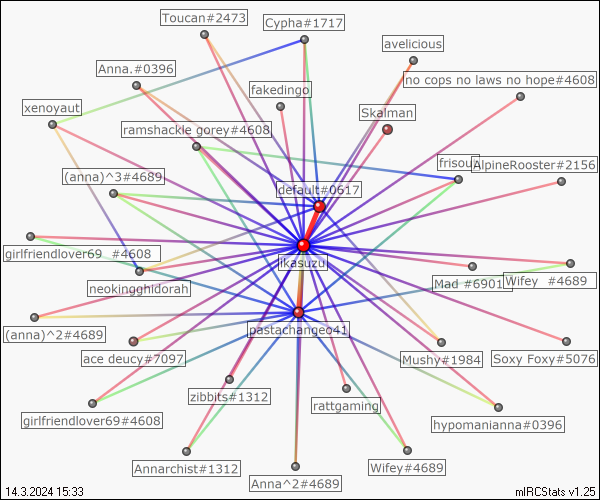 Toucan#2473
Cypha#1717
avelicious
Anna.#0396
fakedingo
no cops no laws no hope#4608
xenoyaut
Skalman
ramshackle gorey#4608
frisou
AlpineRooster#2156
(anna)^3#4689
default#0617
girlfriendlover69 #4608
ikasuzu
neokingghidorah
Mad #6901
Wifey #4689
(anna)^2#4689
pastachangeo41
ace deucy#7097
Mushy#1984
Soxy Foxy#5076
zibbits#1312
rattgaming
girlfriendlover69#4608
hypomanianna#0396
Annarchist#1312
Wifey#4689
Anna^2#4689
14.3.2024 15:33
mIRCStats v1.25